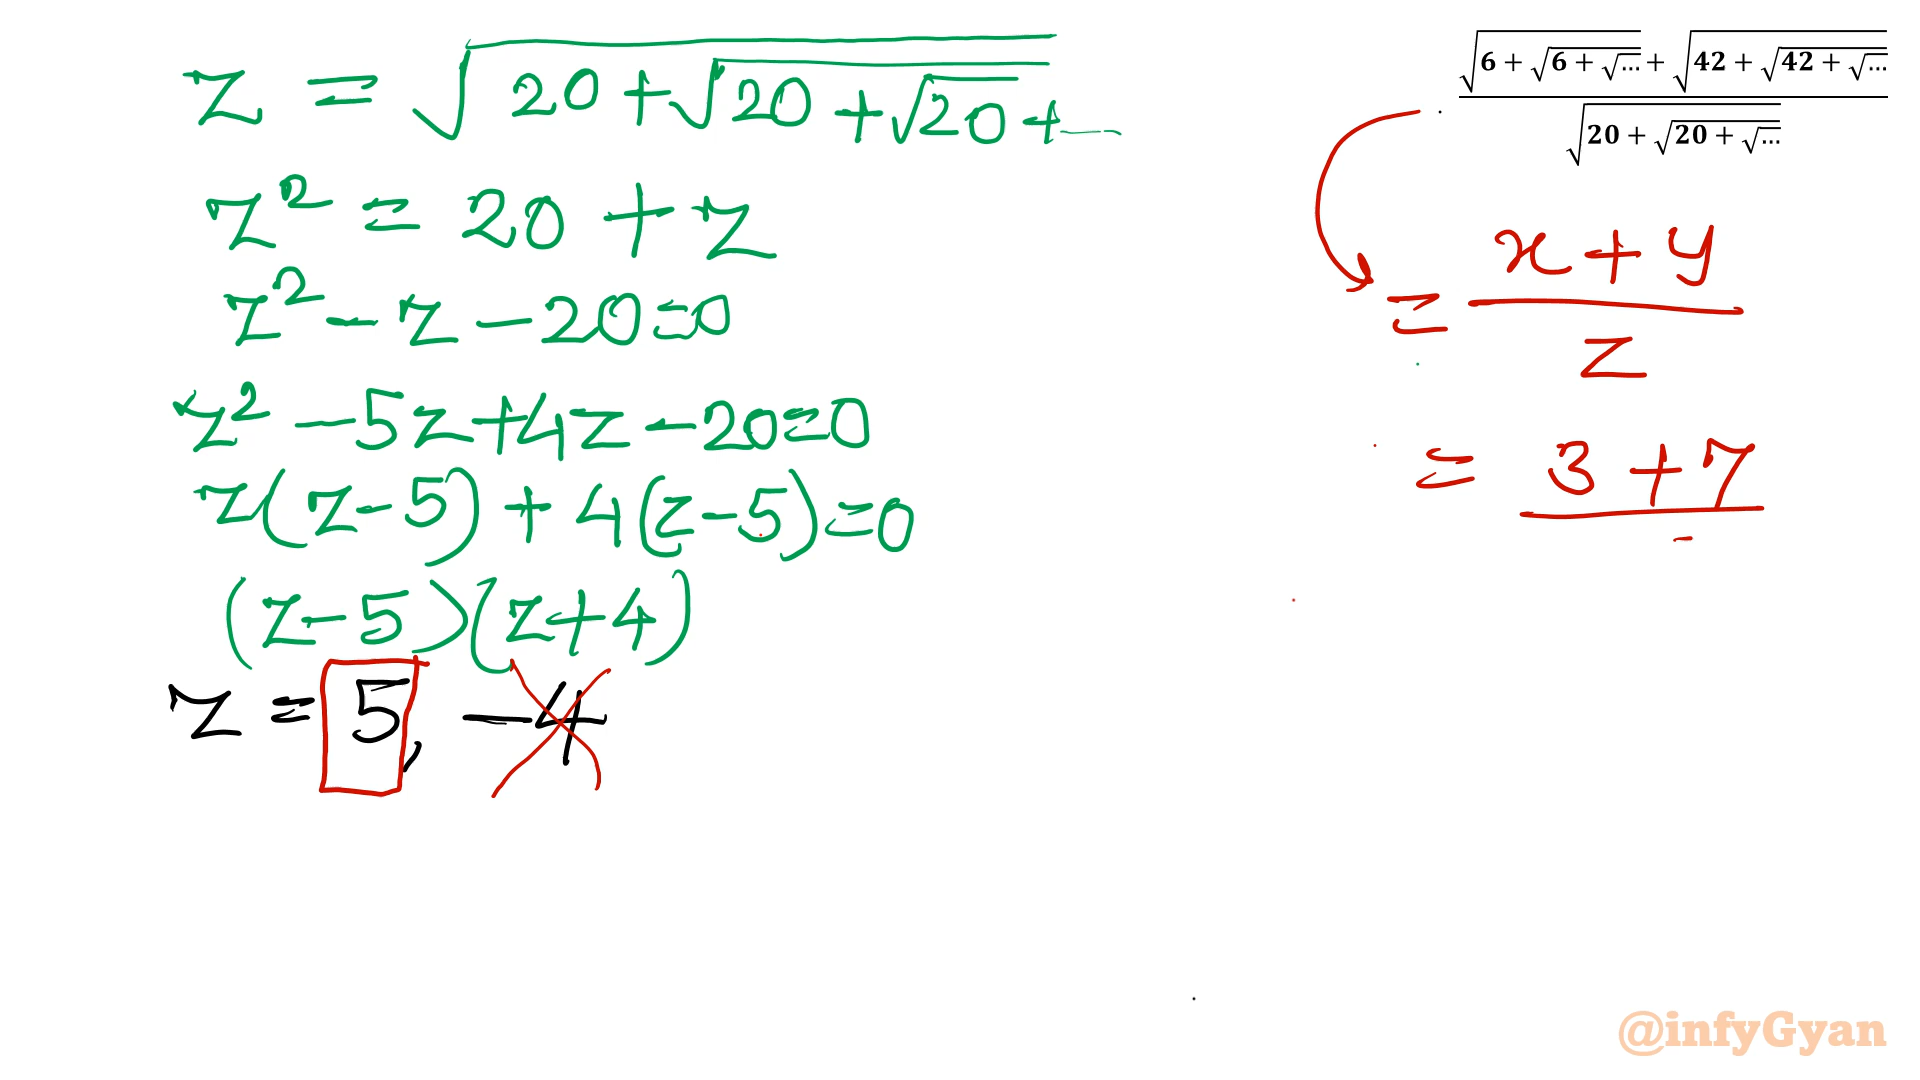 z = √(20 + √(20 + √(20 + ...
z² = 20 + z
z² - z - 20 = 0
z² - 5z + 4z - 20 = 0
z(z - 5) + 4(z - 5) = 0
(z - 5)(z + 4)
z = 5, -4
√(6 + √(6 + √...)) + √(42 + √(42 + √...))
√(20 + √(20 + √...))
= x + y
z
= 3 + 7
@infyGyan